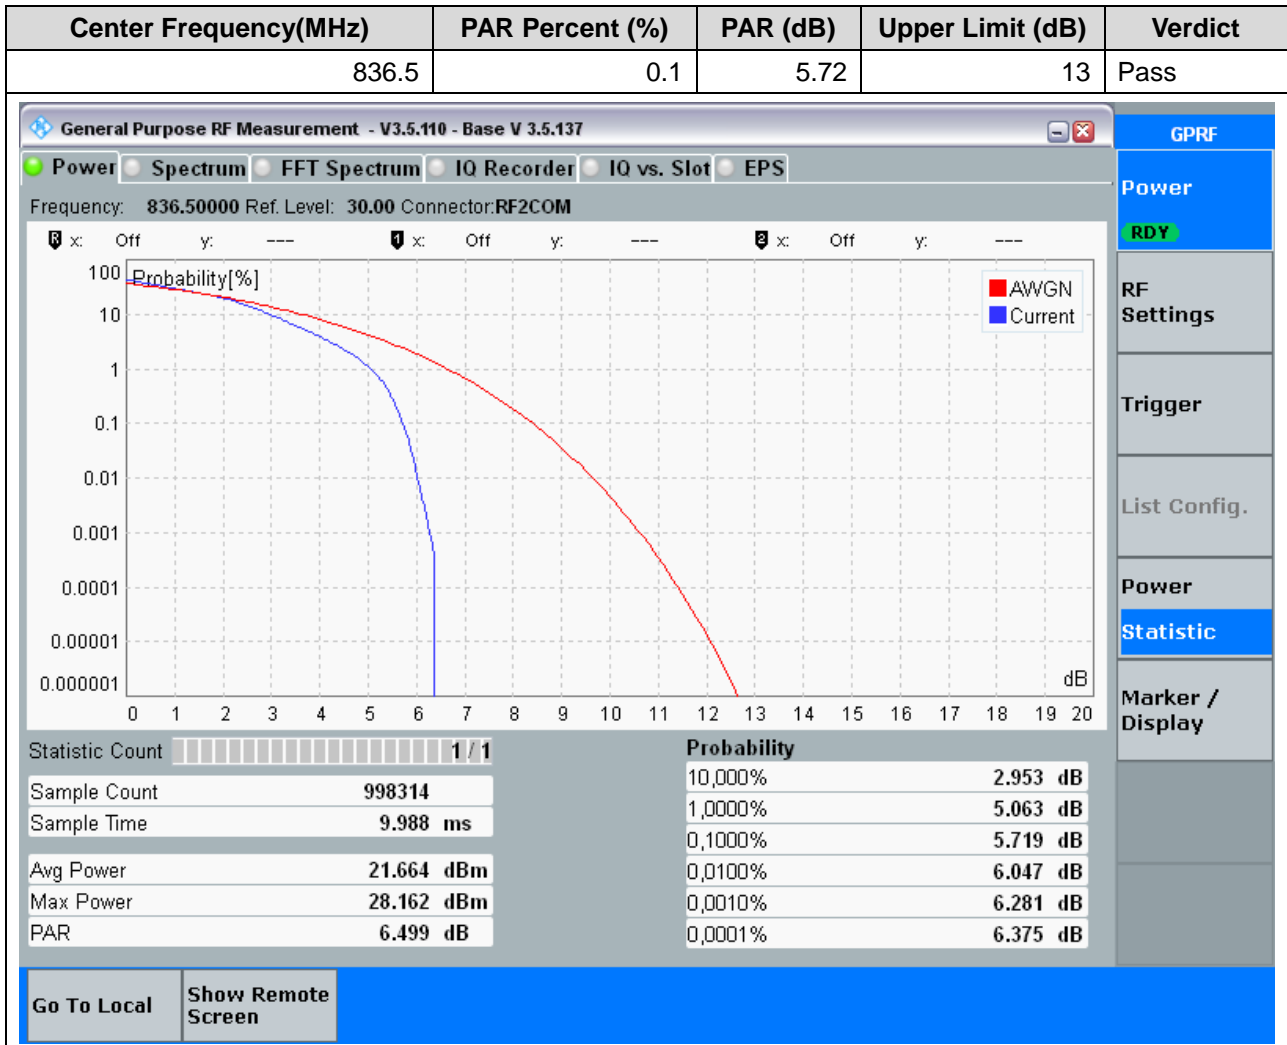 Center Frequency(MHz) PAR Percent (%) PAR (dB) Upper Limit (dB) Verdict
836.5 0.1 5.72 13 Pass
General Purpose RF Measurement - V3.5.110 - Base V 3.5.137
GPRF
Power Spectrum FFT Spectrum IQ Recorder IQ vs. Slot EPS
Frequency: 836.50000 Ref. Level: 30.00 Connector:RF2COM
R x: Off y: --- 1 x: Off y: --- 2 x: Off y: ---
Probability[%]
AWGN
Current
100
10
1
0.1
0.01
0.001
0.0001
0.00001
0.000001
dB
0 1 2 3 4 5 6 7 8 9 10 11 12 13 14 15 16 17 18 19 20
Statistic Count 1 / 1
Sample Count 998314
Sample Time 9.988 ms
Avg Power 21.664 dBm
Max Power 28.162 dBm
PAR 6.499 dB
Probability
10,000% 2.953 dB
1,0000% 5.063 dB
0,1000% 5.719 dB
0,0100% 6.047 dB
0,0010% 6.281 dB
0,0001% 6.375 dB
Power
RDY
RF
Settings
Trigger
List Config.
Power
Statistic
Marker /
Display
Go To Local
Show Remote
Screen